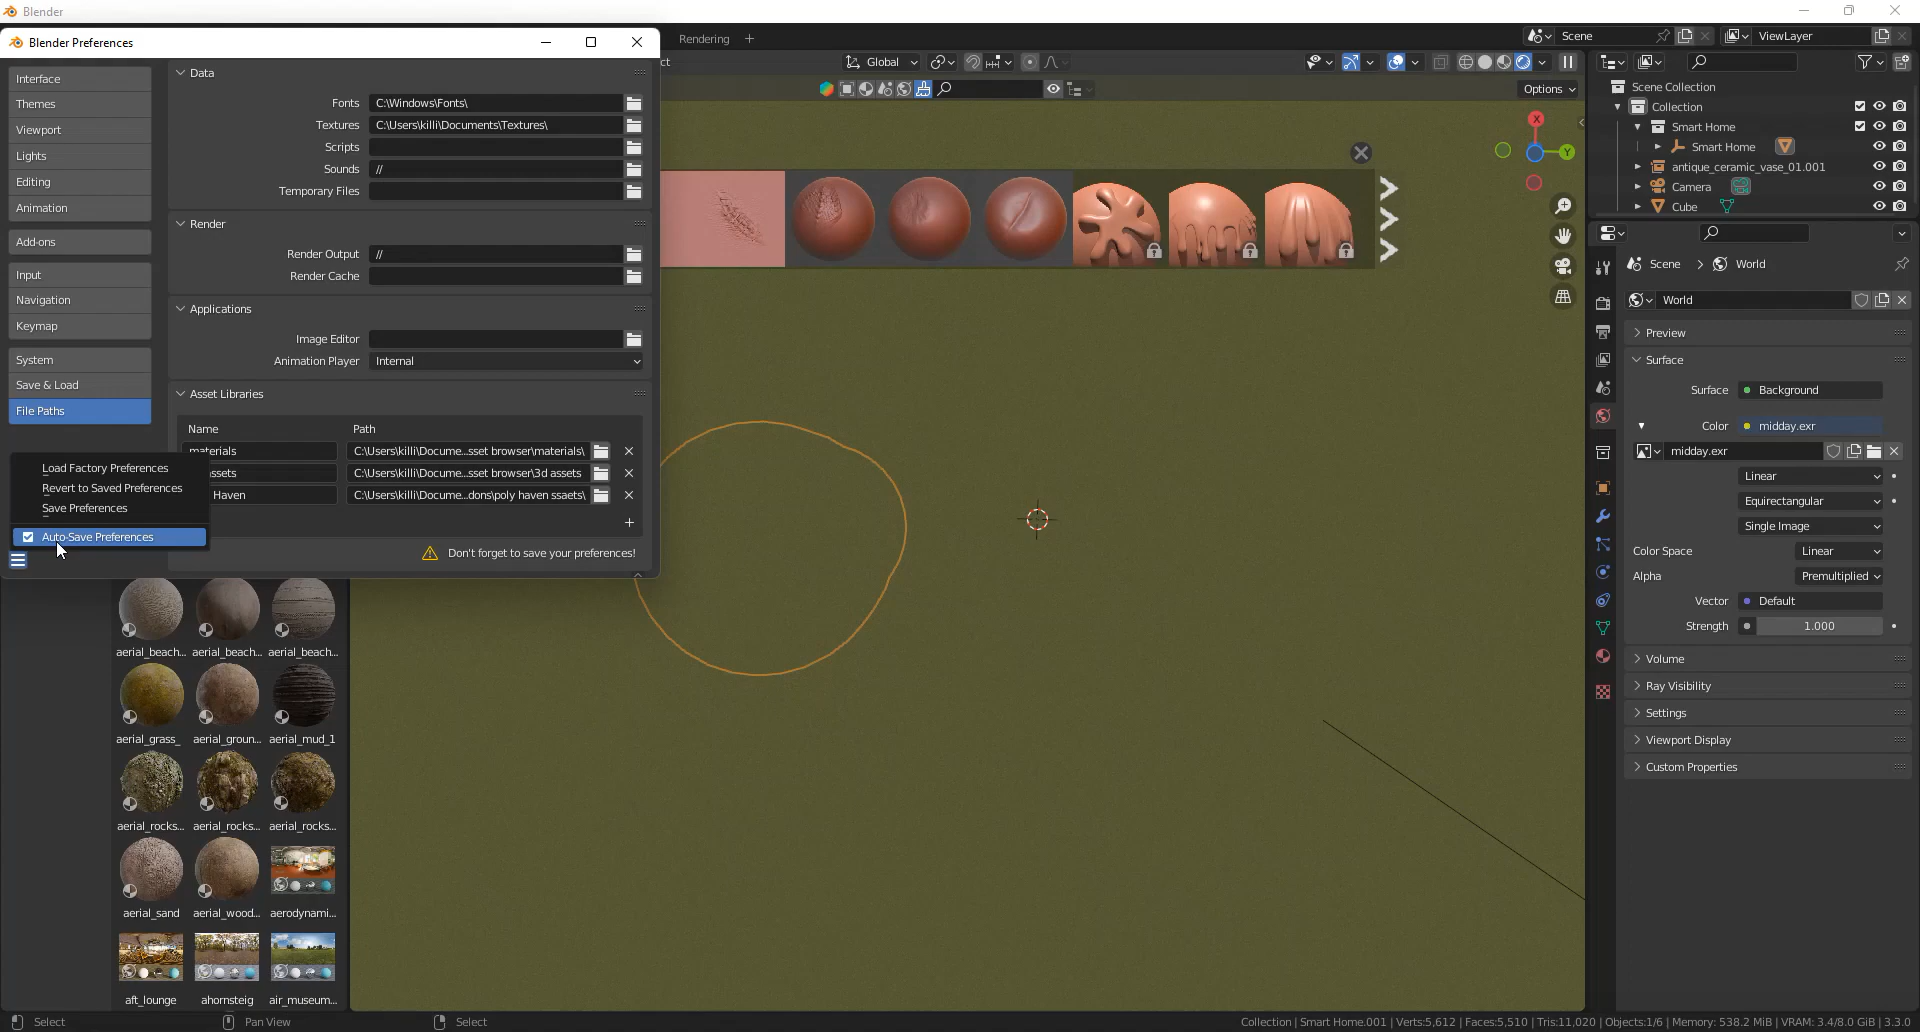 Blender
Blender Preferences
Rendering
Scene
ViewLayer
Interface
Themes
Viewport
Lights
Editing
Animation
Add-ons
Input
Navigation
Keymap
System
Save & Load
File Paths
Data
Fonts C:\Windows\Fonts\
Textures C:\Users\killi\Documents\Textures\
Scripts
Sounds //
Temporary Files
Render
Render Output //
Render Cache
Applications
Image Editor
Animation Player Internal
Asset Libraries
Name Path
materials C:\Users\killi\Docume...sset browser\materials\
ssets C:\Users\killi\Docume...sset browser\3d assets
Haven C:\Users\killi\Docume...dons\poly haven ssaets\
Don't forget to save your preferences!
Load Factory Preferences
Revert to Saved Preferences
Save Preferences
Auto-Save Preferences
ct
Global
Options
X
Y
Scene Collection
Collection
Smart Home
Smart Home
antique_ceramic_vase_01.001
Camera
Cube
Scene > World
World
Preview
Surface
Surface Background
Color midday.exr
midday.exr
Linear
Equirectangular
Single Image
Color Space Linear
Alpha Premultiplied
Vector Default
Strength 1.000
Volume
Ray Visibility
Settings
Viewport Display
Custom Properties
aerial_beach... aerial_beach... aerial_beach...
aerial_grass_ aerial_groun... aerial_mud_1
aerial_rocks... aerial_rocks... aerial_rocks...
aerial_sand aerial_wood... aerodynami...
aft_lounge ahornsteig air_museum...
Select Pan View Select
Collection | Smart Home.001 | Verts:5,612 | Faces:5,510 | Tris:11,020 | Objects:1/6 | Memory: 538.2 MiB | VRAM: 3.4/8.0 GiB | 3.3.0